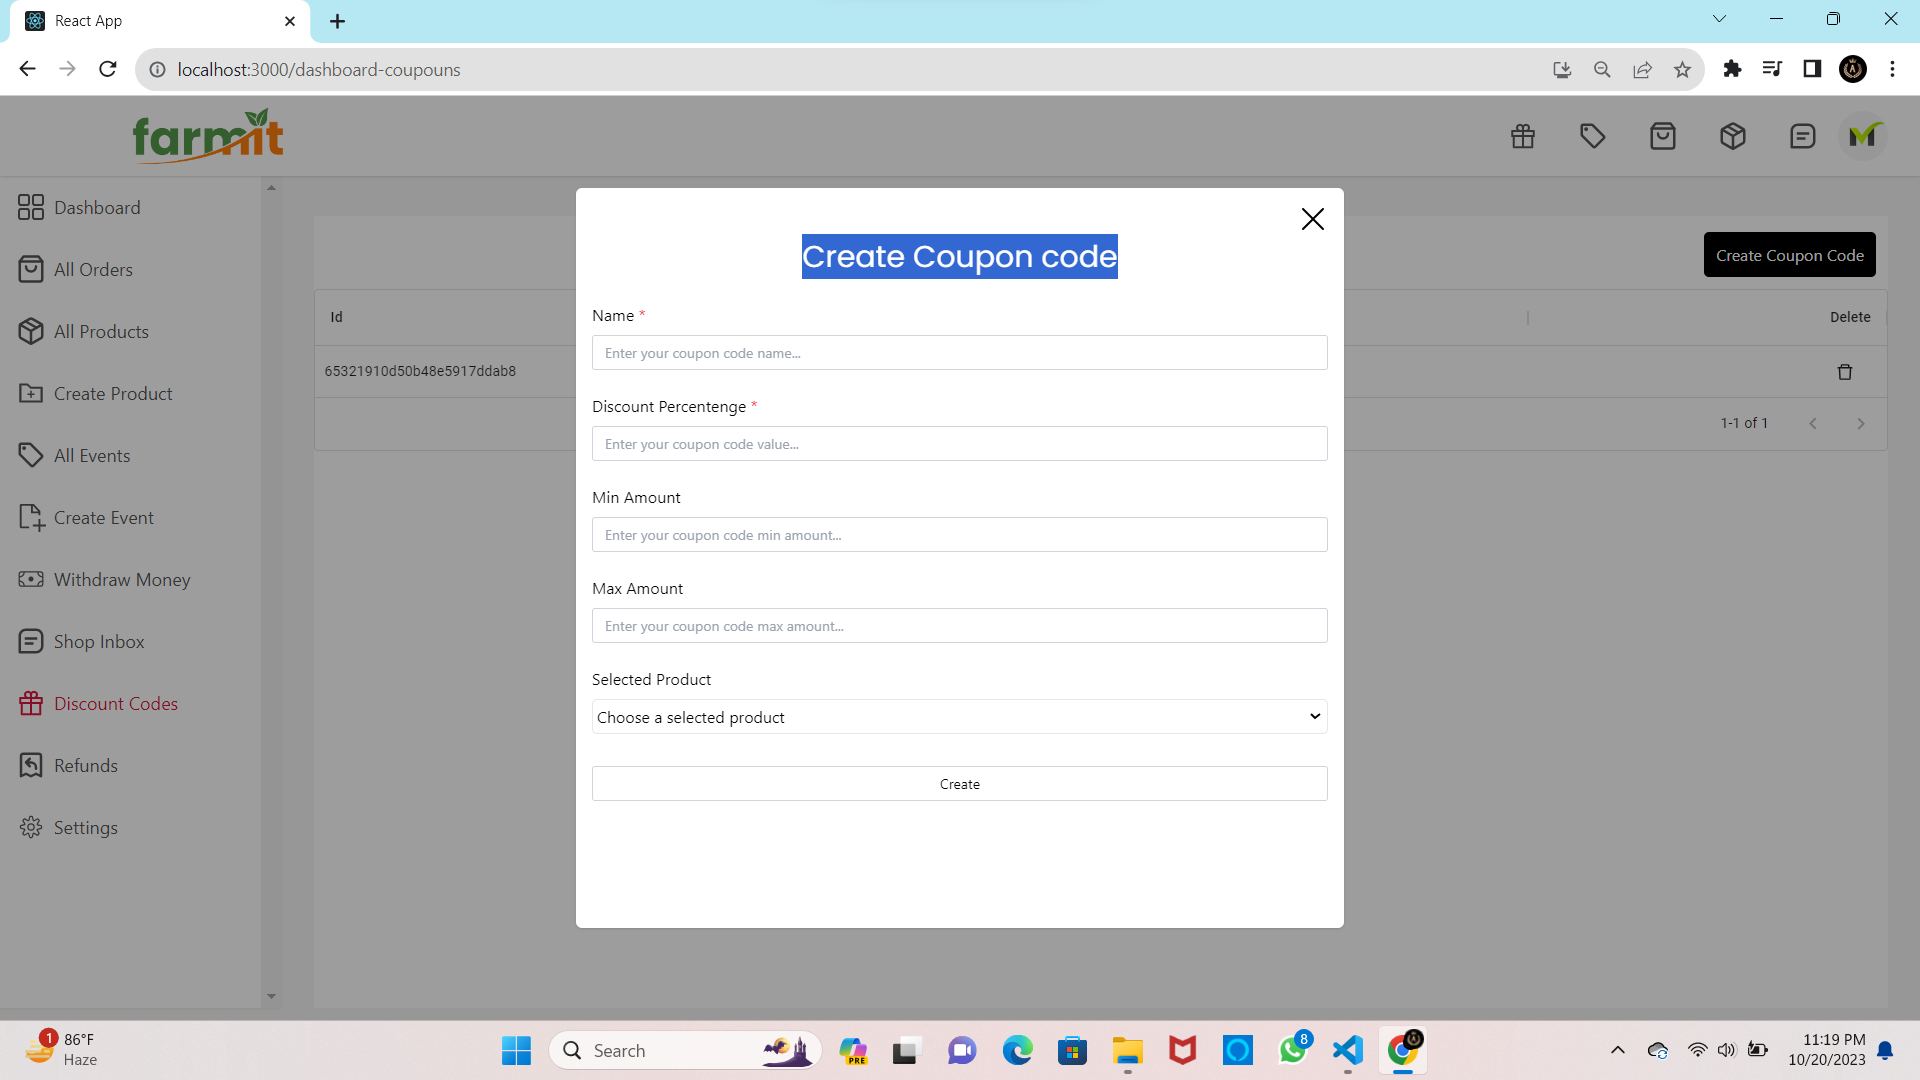 React App
localhost:3000/dashboard-coupouns
farmit
Dashboard
All Orders
All Products
Create Product
All Events
Create Event
Withdraw Money
Shop Inbox
Discount Codes
Refunds
Settings
Create Coupon Code
Id
Delete
65321910d50b48e5917ddab8
1-1 of 1
Create Coupon code
Name *
Enter your coupon code name...
Discount Percentenge *
Enter your coupon code value...
Min Amount
Enter your coupon code min amount...
Max Amount
Enter your coupon code max amount...
Selected Product
Choose a selected product
Create
1
86°F
Haze
Search
PRE
8
11:19 PM
10/20/2023